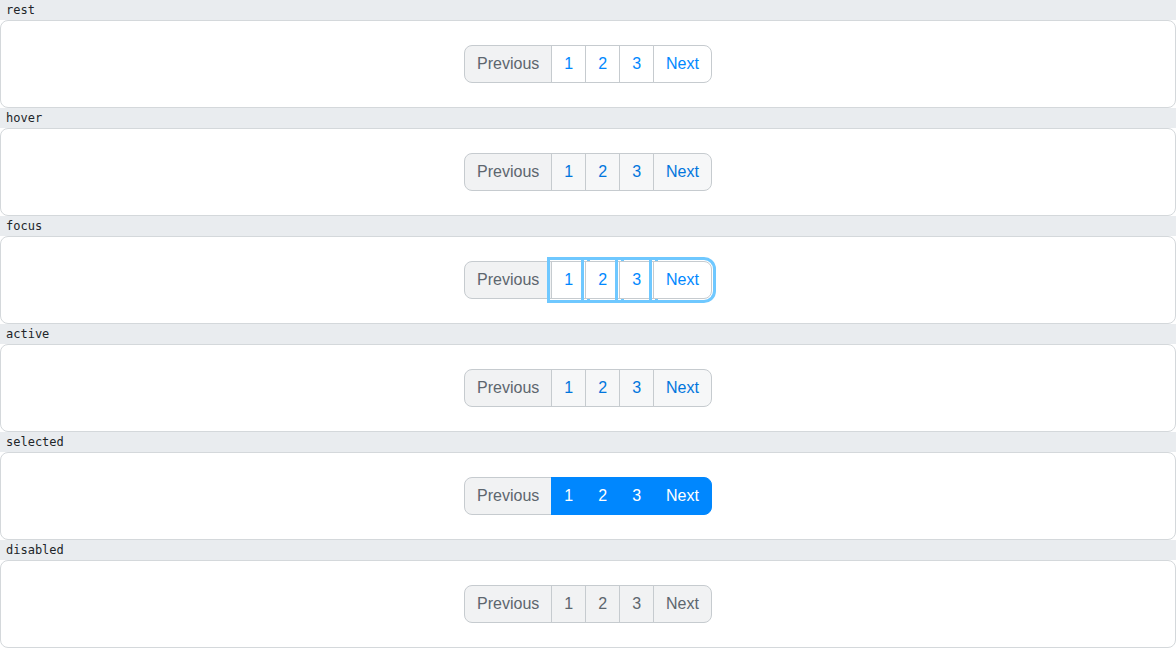 rest
Previous 1 2 3 Next
hover
Previous 1 2 3 Next
focus
Previous 1 2 3 Next
active
Previous 1 2 3 Next
selected
Previous 1 2 3 Next
disabled
Previous 1 2 3 Next